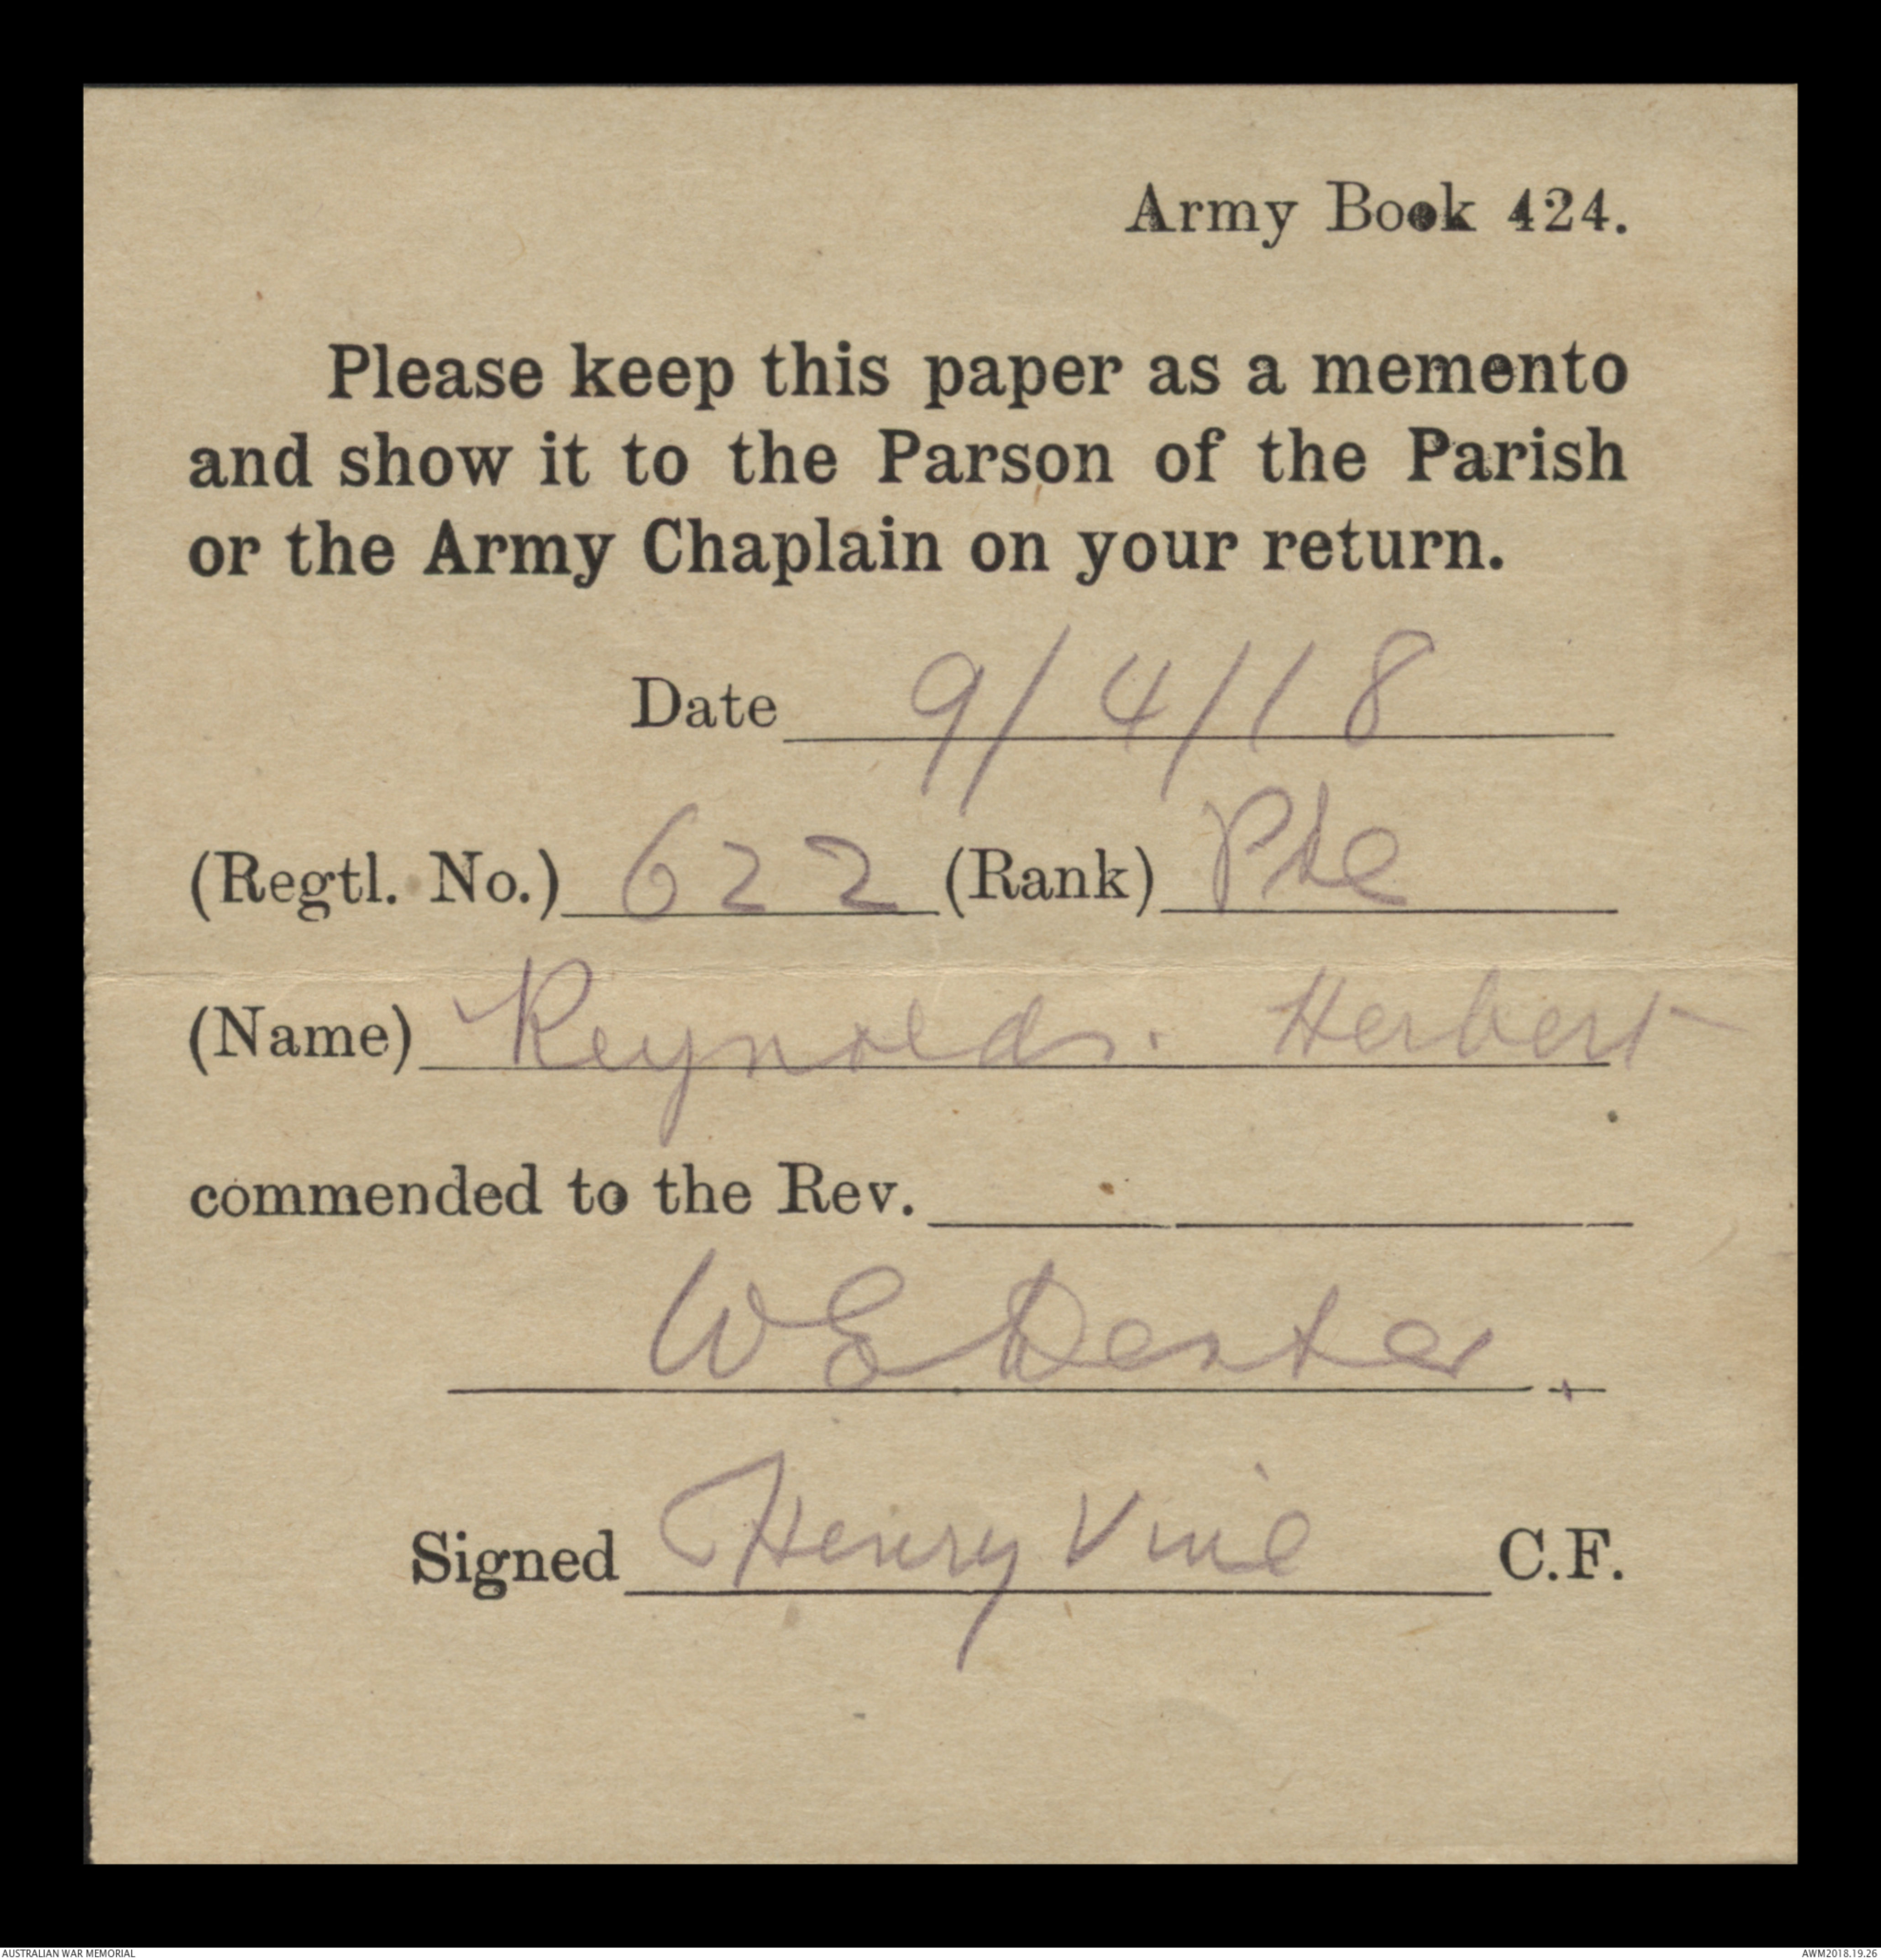 Army Book 424.
Please keep this paper as a memento
and show it to the Parson of the Parish
or the Army Chaplain on your return.
Date 9/4/18
(Regtl. No.) 622 (Rank) Pte
(Name) Reynolds. Herbert
commended to the Rev.
W E Dexter.
Signed Henry Vine C.F.
AUSTRALIAN WAR MEMORIAL AWM2018.19.26